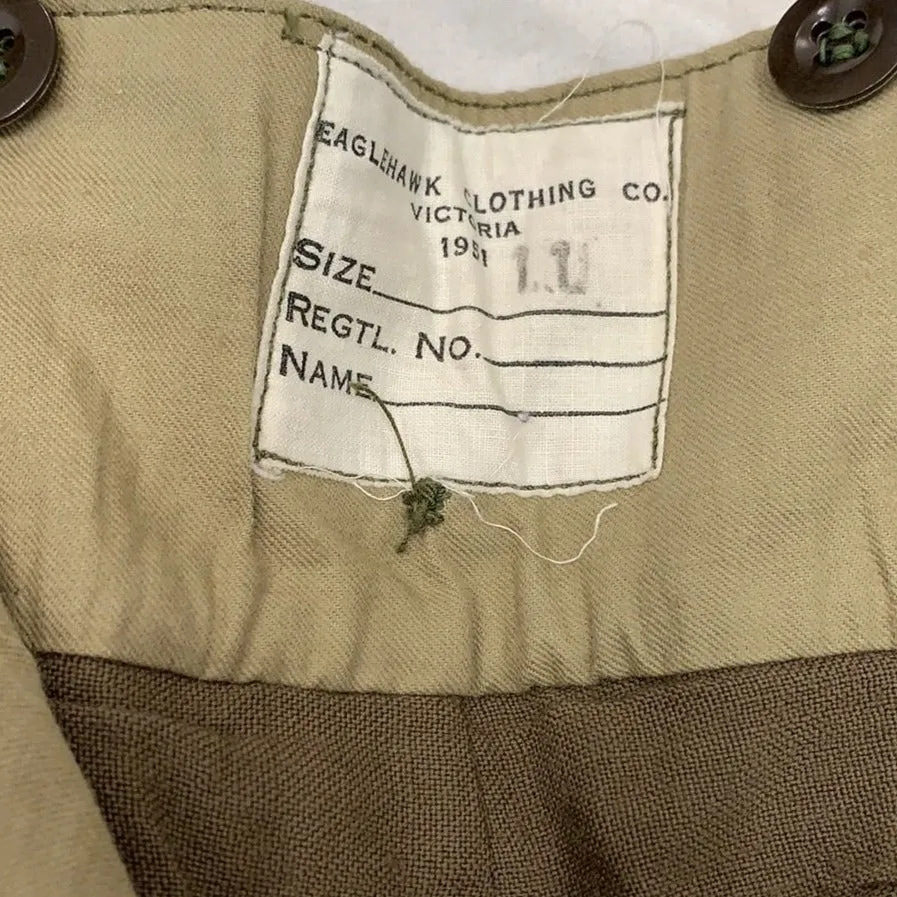 EAGLEHAWK CLOTHING CO.
VICTORIA
1951
SIZE 11
REGTL. NO.
NAME